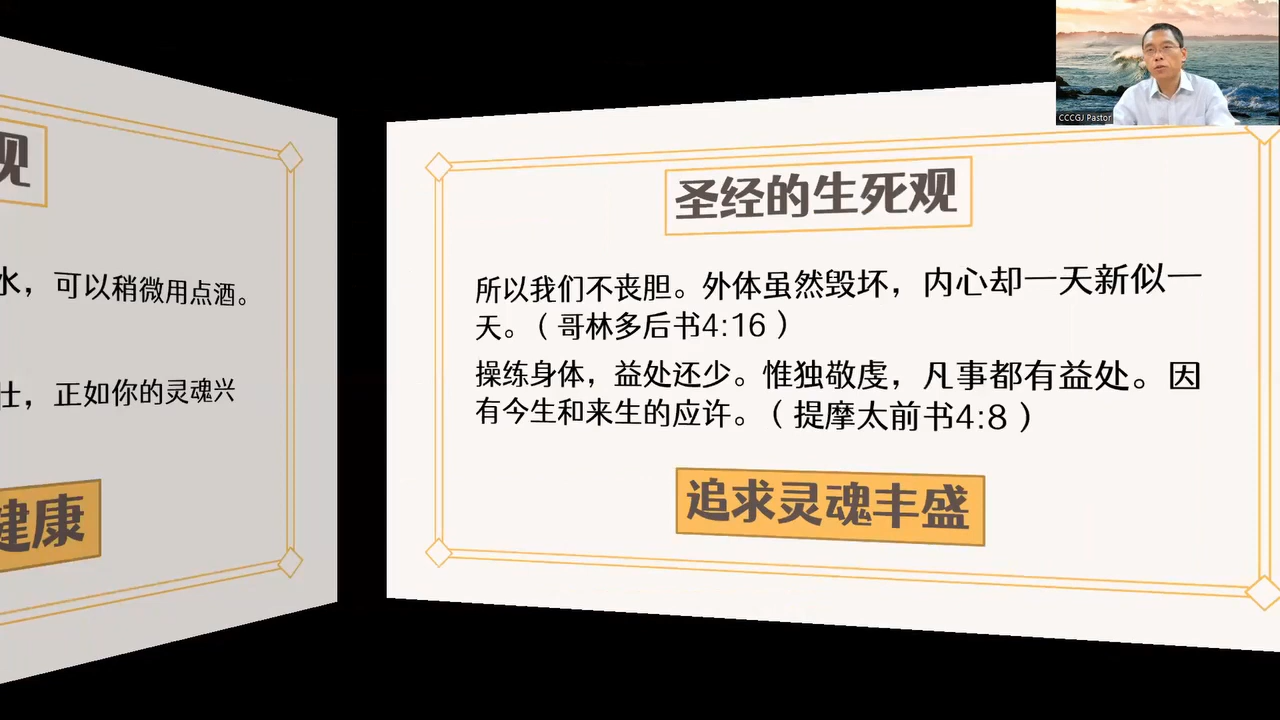 观
水，可以稍微用点酒。
壮，正如你的灵魂兴
健康
圣经的生死观
所以我们不丧胆。外体虽然毁坏，内心却一天新似一
天。（哥林多后书4:16）
操练身体，益处还少。惟独敬虔，凡事都有益处。因
有今生和来生的应许。（提摩太前书4:8）
追求灵魂丰盛
CCCGJ Pastor